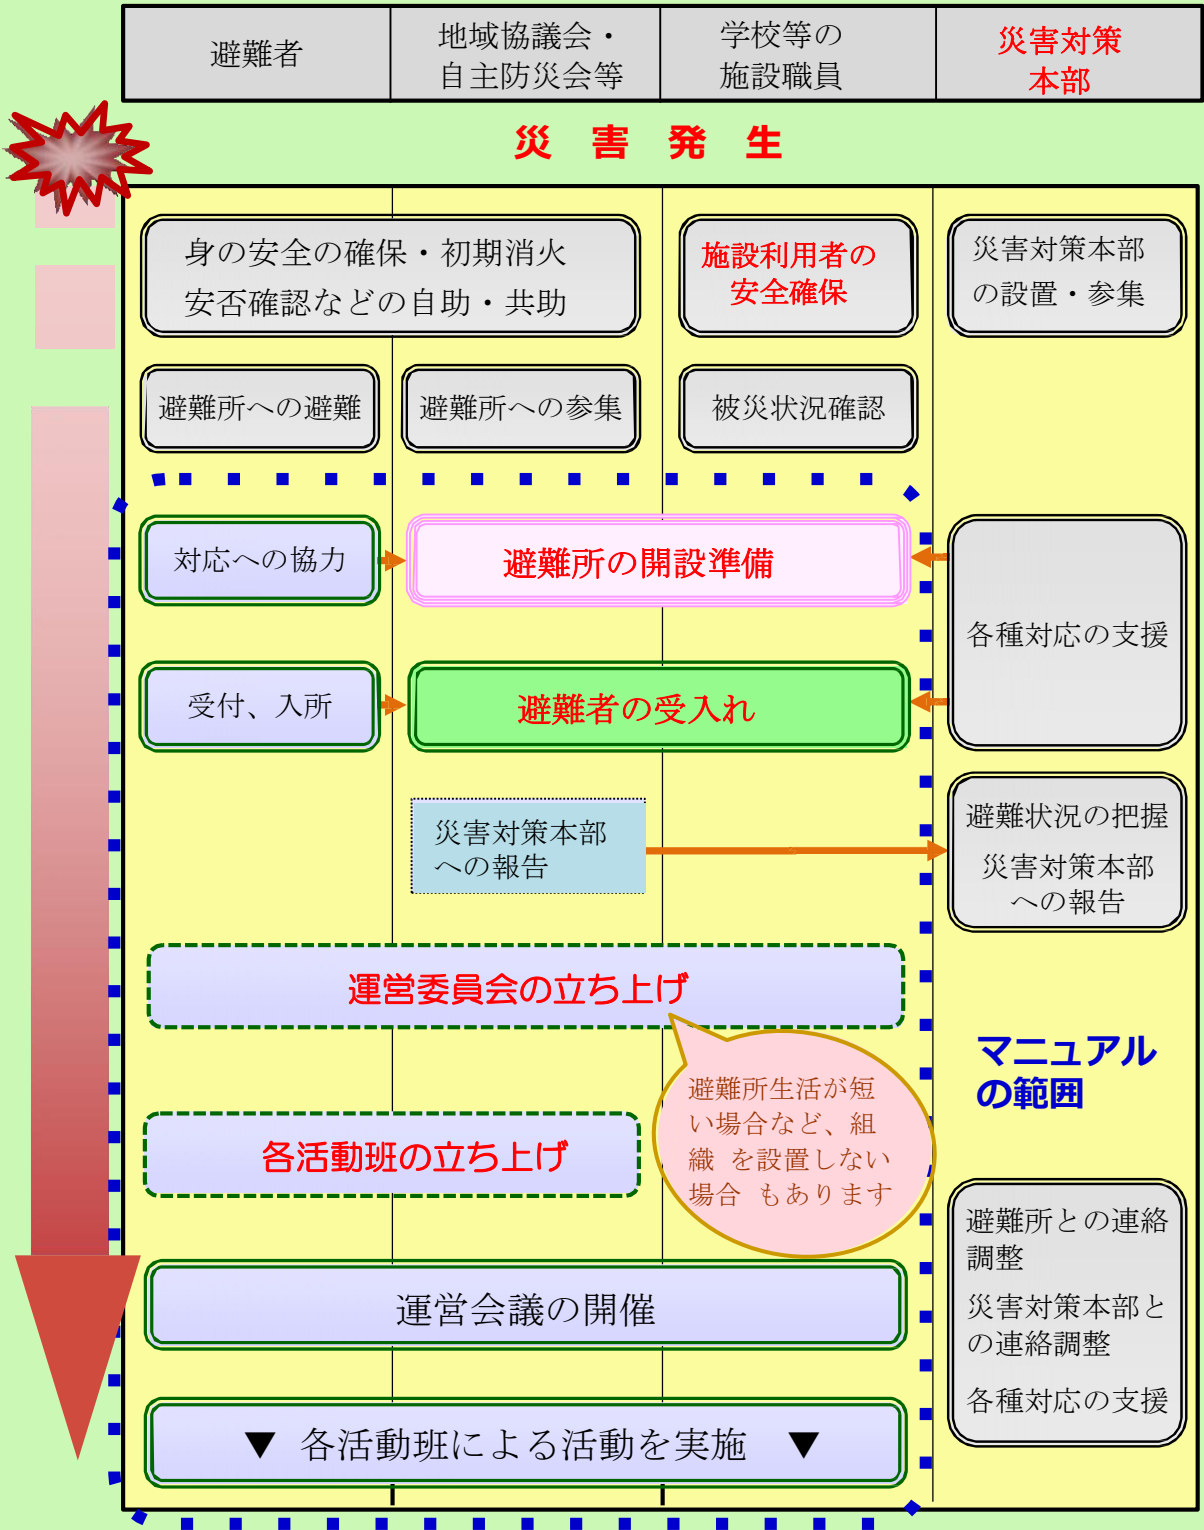 避難者
地域協議会・
自主防災会等
学校等の
施設職員
災害対策
本部
災 害 発 生
身の安全の確保・初期消火
安否確認などの自助・共助
施設利用者の
安全確保
災害対策本部
の設置・参集
避難所への避難
避難所への参集
被災状況確認
対応への協力
避難所の開設準備
各種対応の支援
受付、入所
避難者の受入れ
災害対策本部
への報告
避難状況の把握
災害対策本部
への報告
運営委員会の立ち上げ
マニュアル
の範囲
避難所生活が短
い場合など、組
織 を設置しない
場合 もあります
各活動班の立ち上げ
避難所との連絡
調整
災害対策本部と
の連絡調整
各種対応の支援
運営会議の開催
▼ 各活動班による活動を実施 ▼